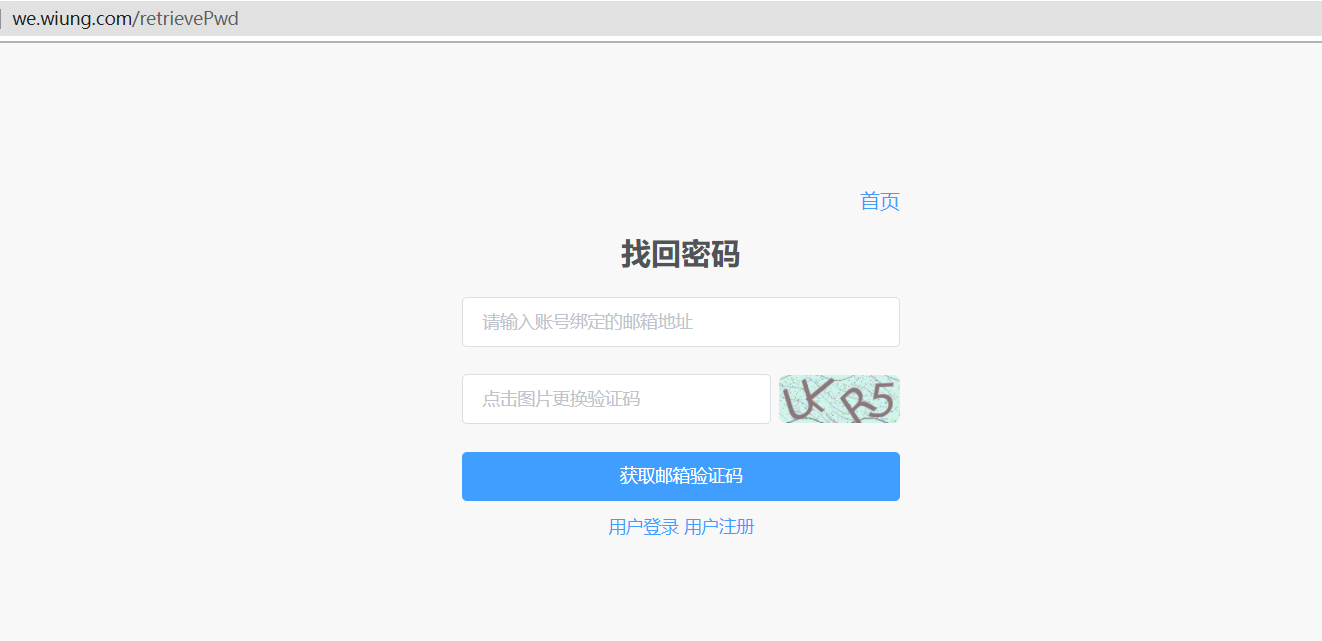 we.wiung.com/retrievePwd
首页
找回密码
请输入账号绑定的邮箱地址
点击图片更换验证码
UKR5
获取邮箱验证码
用户登录 用户注册